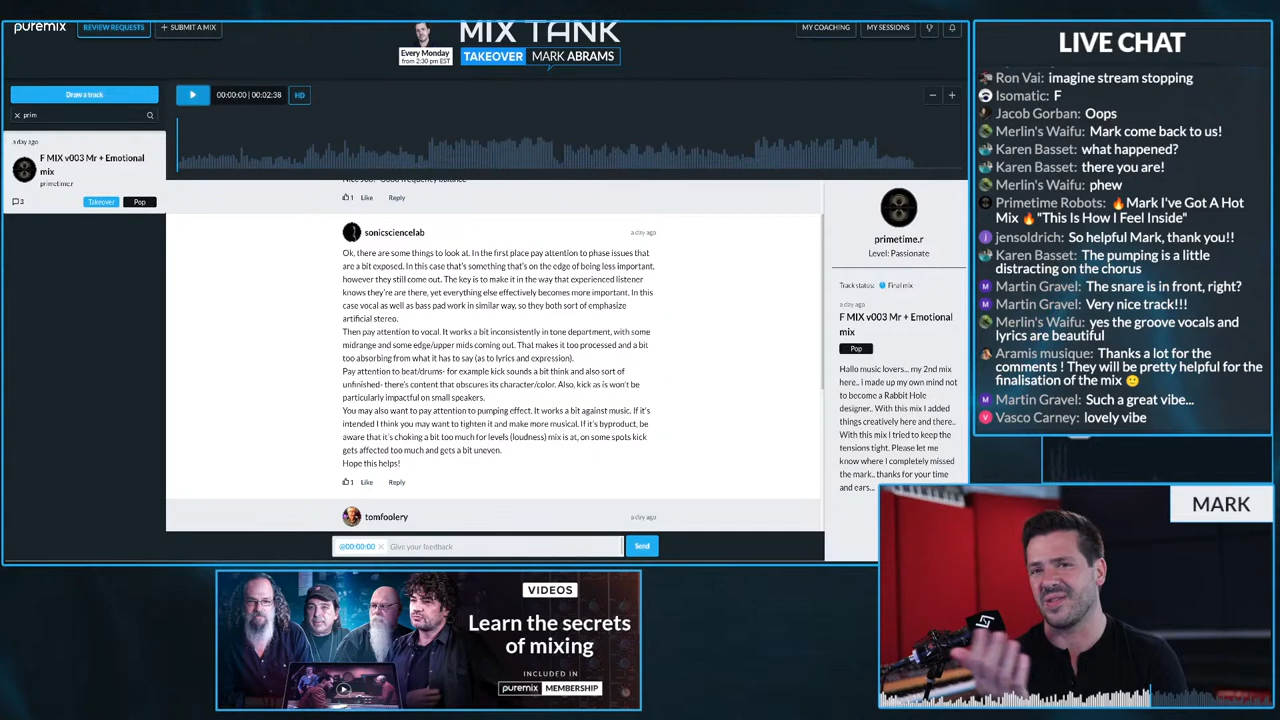 puremix
REVIEW REQUESTS
+ SUBMIT A MIX
Every Monday
from 2:30 pm EST
MIX TANK
TAKEOVER MARK ABRAMS
MY COACHING
MY SESSIONS
Draw a track
× prim
a day ago
F MIX v003 Mr + Emotional
mix
primetime.r
3
Takeover
Pop
00:00:00 | 00:02:38
HD
1 Like Reply
sonicsciencelab
a day ago
Ok, there are some things to look at. In the first place pay attention to phase issues that
are a bit exposed. In this case that's something that's on the edge of being less important,
however they still come out. The key is to make it in the way that experienced listener
knows they're are there, yet everything else effectively becomes more important. In this
case vocal as well as bass pad work in similar way, so they both sort of emphasize
artificial stereo.
Then pay attention to vocal. It works a bit inconsistently in tone department, with some
midrange and some edge/upper mids coming out. That makes it too processed and a bit
too absorbing from what it has to say (as to lyrics and expression).
Pay attention to beat/drums- for example kick sounds a bit think and also sort of
unfinished- there's content that obscures its character/color. Also, kick as is won't be
particularly impactful on small speakers.
You may also want to pay attention to pumping effect. It works a bit against music. If it's
intended I think you may want to tighten it and make more musical. If it's byproduct, be
aware that it's choking a bit too much for levels (loudness) mix is at, on some spots kick
gets affected too much and gets a bit uneven.
Hope this helps!
1 Like Reply
tomfoolery
a day ago
@00:00:00 ×
Give your feedback
Send
primetime.r
Level: Passionate
Track status: Final mix
a day ago
F MIX v003 Mr + Emotional
mix
Pop
Hallo music lovers... my 2nd mix
here.. i made up my own mind not
to become a Rabbit Hole
designer.. With this mix I added
things creatively here and there..
With this mix I tried to keep the
tensions tight. Please let me
know where I completely missed
the mark.. thanks for your time
and ears...
LIVE CHAT
Ron Vai: imagine stream stopping
Isomatic: F
Jacob Gorban: Oops
Merlin's Waifu: Mark come back to us!
Karen Basset: what happened?
Karen Basset: there you are!
Merlin's Waifu: phew
Primetime Robots: 🔥Mark I've Got A Hot
Mix 🔥"This Is How I Feel Inside"
jensoldrich: So helpful Mark, thank you!!
Karen Basset: The pumping is a little
distracting on the chorus
Martin Gravel: The snare is in front, right?
Martin Gravel: Very nice track!!!
Merlin's Waifu: yes the groove vocals and
lyrics are beautiful
Aramis musique: Thanks a lot for the
comments ! They will be pretty helpful for the
finalisation of the mix 🙂
Martin Gravel: Such a great vibe...
Vasco Carney: lovely vibe
MARK
VIDEOS
Learn the secrets
of mixing
INCLUDED IN
puremix MEMBERSHIP